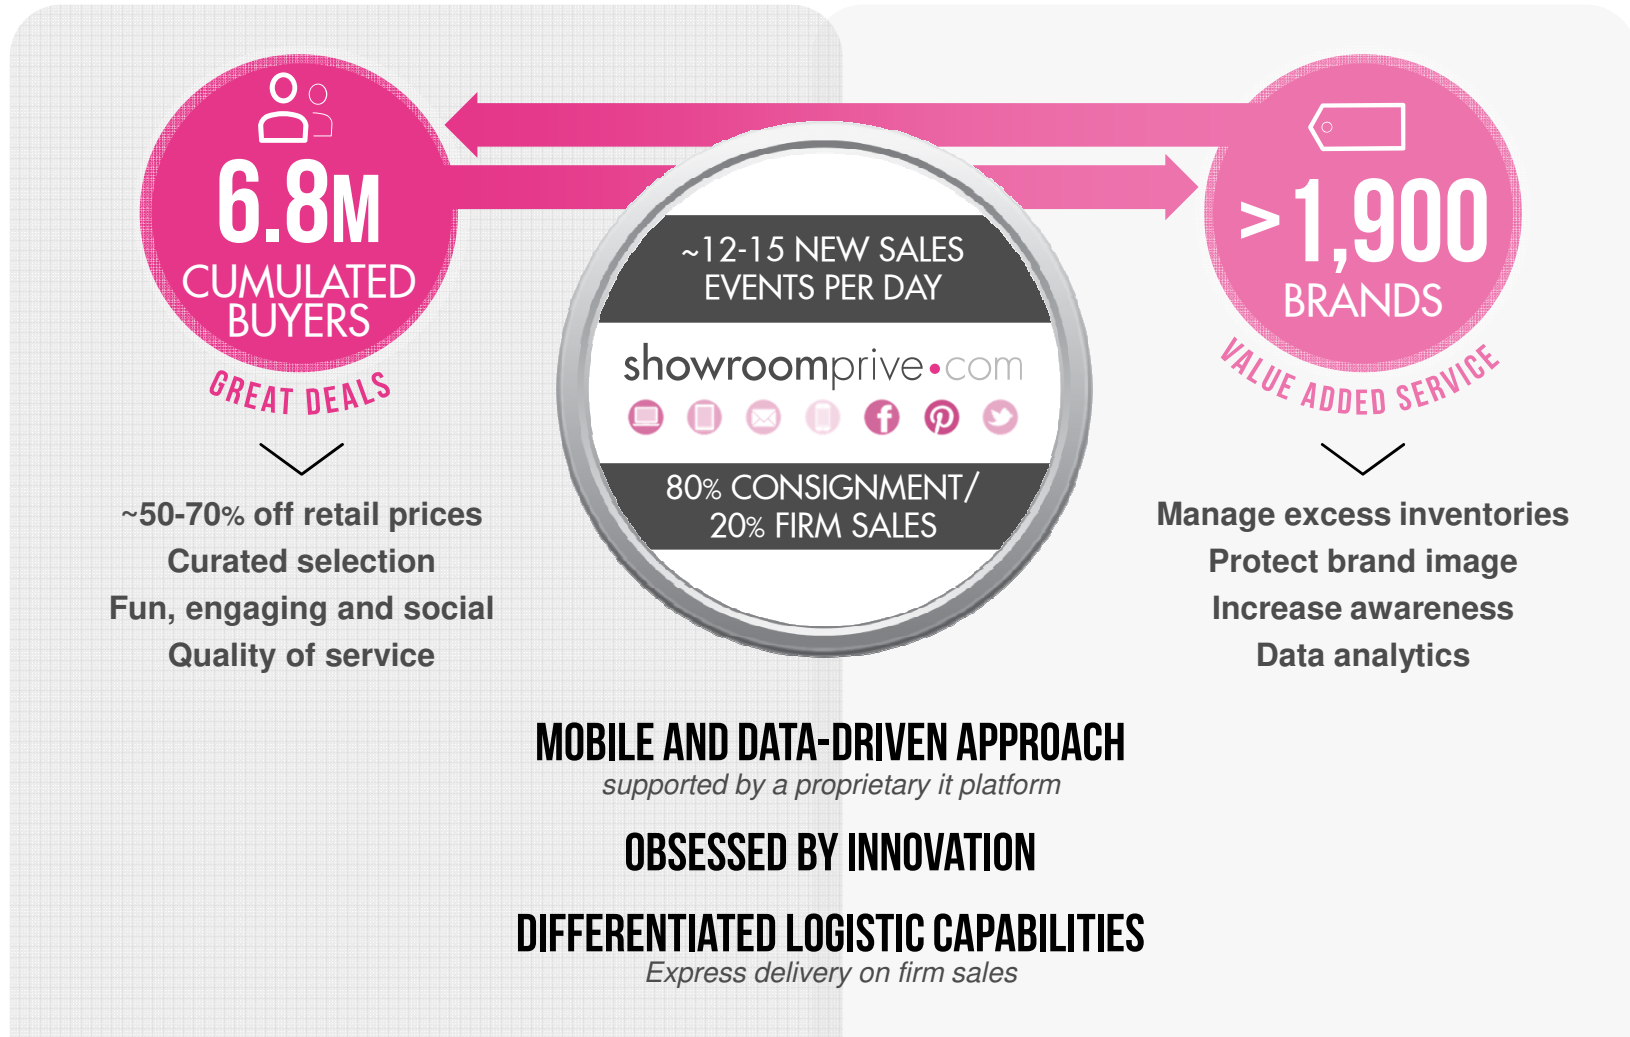 6.8M
CUMULATED
BUYERS
GREAT DEALS
~50-70% off retail prices
Curated selection
Fun, engaging and social
Quality of service
~12-15 NEW SALES
EVENTS PER DAY
showroomprive.com
80% CONSIGNMENT/
20% FIRM SALES
>1,900
BRANDS
VALUE ADDED SERVICE
Manage excess inventories
Protect brand image
Increase awareness
Data analytics
MOBILE AND DATA-DRIVEN APPROACH
supported by a proprietary it platform
OBSESSED BY INNOVATION
DIFFERENTIATED LOGISTIC CAPABILITIES
Express delivery on firm sales